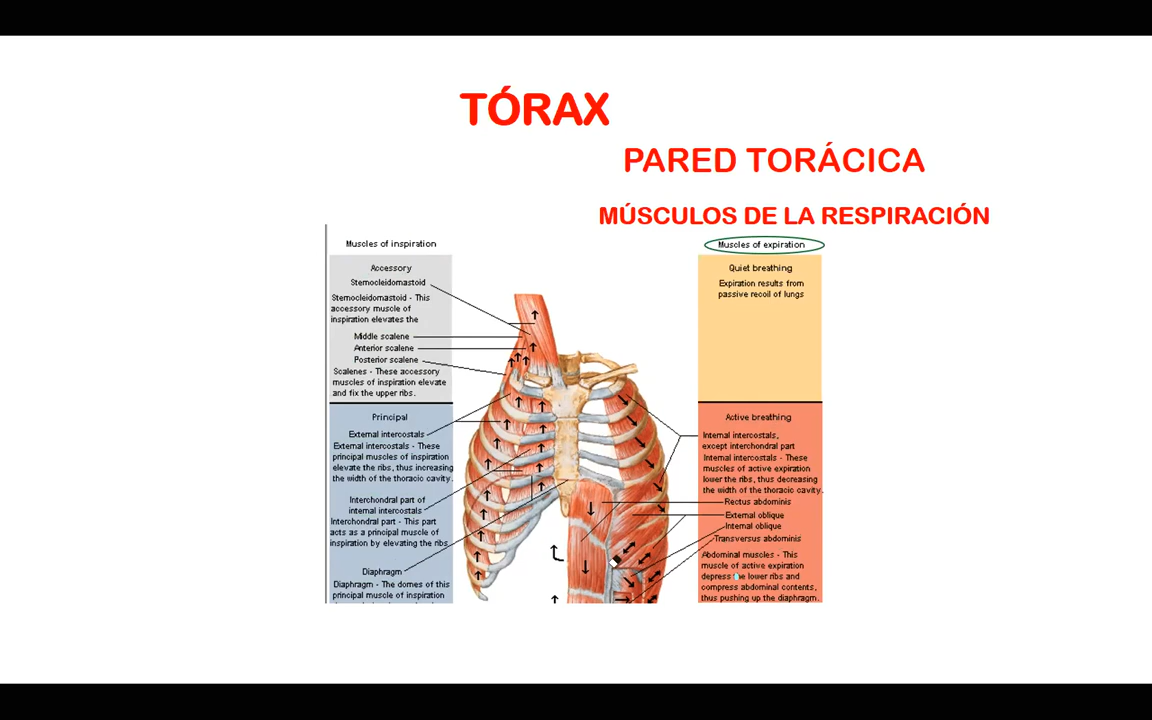 TÓRAX
PARED TORÁCICA
MÚSCULOS DE LA RESPIRACIÓN
Muscles of inspiration
Accessory
Sternocleidomastoid
Sternocleidomastoid - This
accessory muscle of
inspiration elevates the
Middle scalene
Anterior scalene
Posterior scalene
Scalenes - These accessory
muscles of inspiration elevate
and fix the upper ribs.
Principal
External intercostals
External intercostals - These
principal muscles of inspiration
elevate the ribs, thus increasing
the width of the thoracic cavity.
Interchondral part of
internal intercostals
Interchondral part - This part
acts as a principal muscle of
inspiration by elevating the ribs
Diaphragm
Diaphragm - The domes of this
principal muscle of inspiration
Muscles of expiration
Quiet breathing
Expiration results from
passive recoil of lungs
Active breathing
Internal intercostals,
except interchondral part
Internal intercostals - These
muscles of active expiration
lower the ribs, thus decreasing
the width of the thoracic cavity.
Rectus abdominis
External oblique
Internal oblique
Transversus abdominis
Abdominal muscles - This
muscle of active expiration
depress the lower ribs and
compress abdominal contents,
thus pushing up the diaphragm.